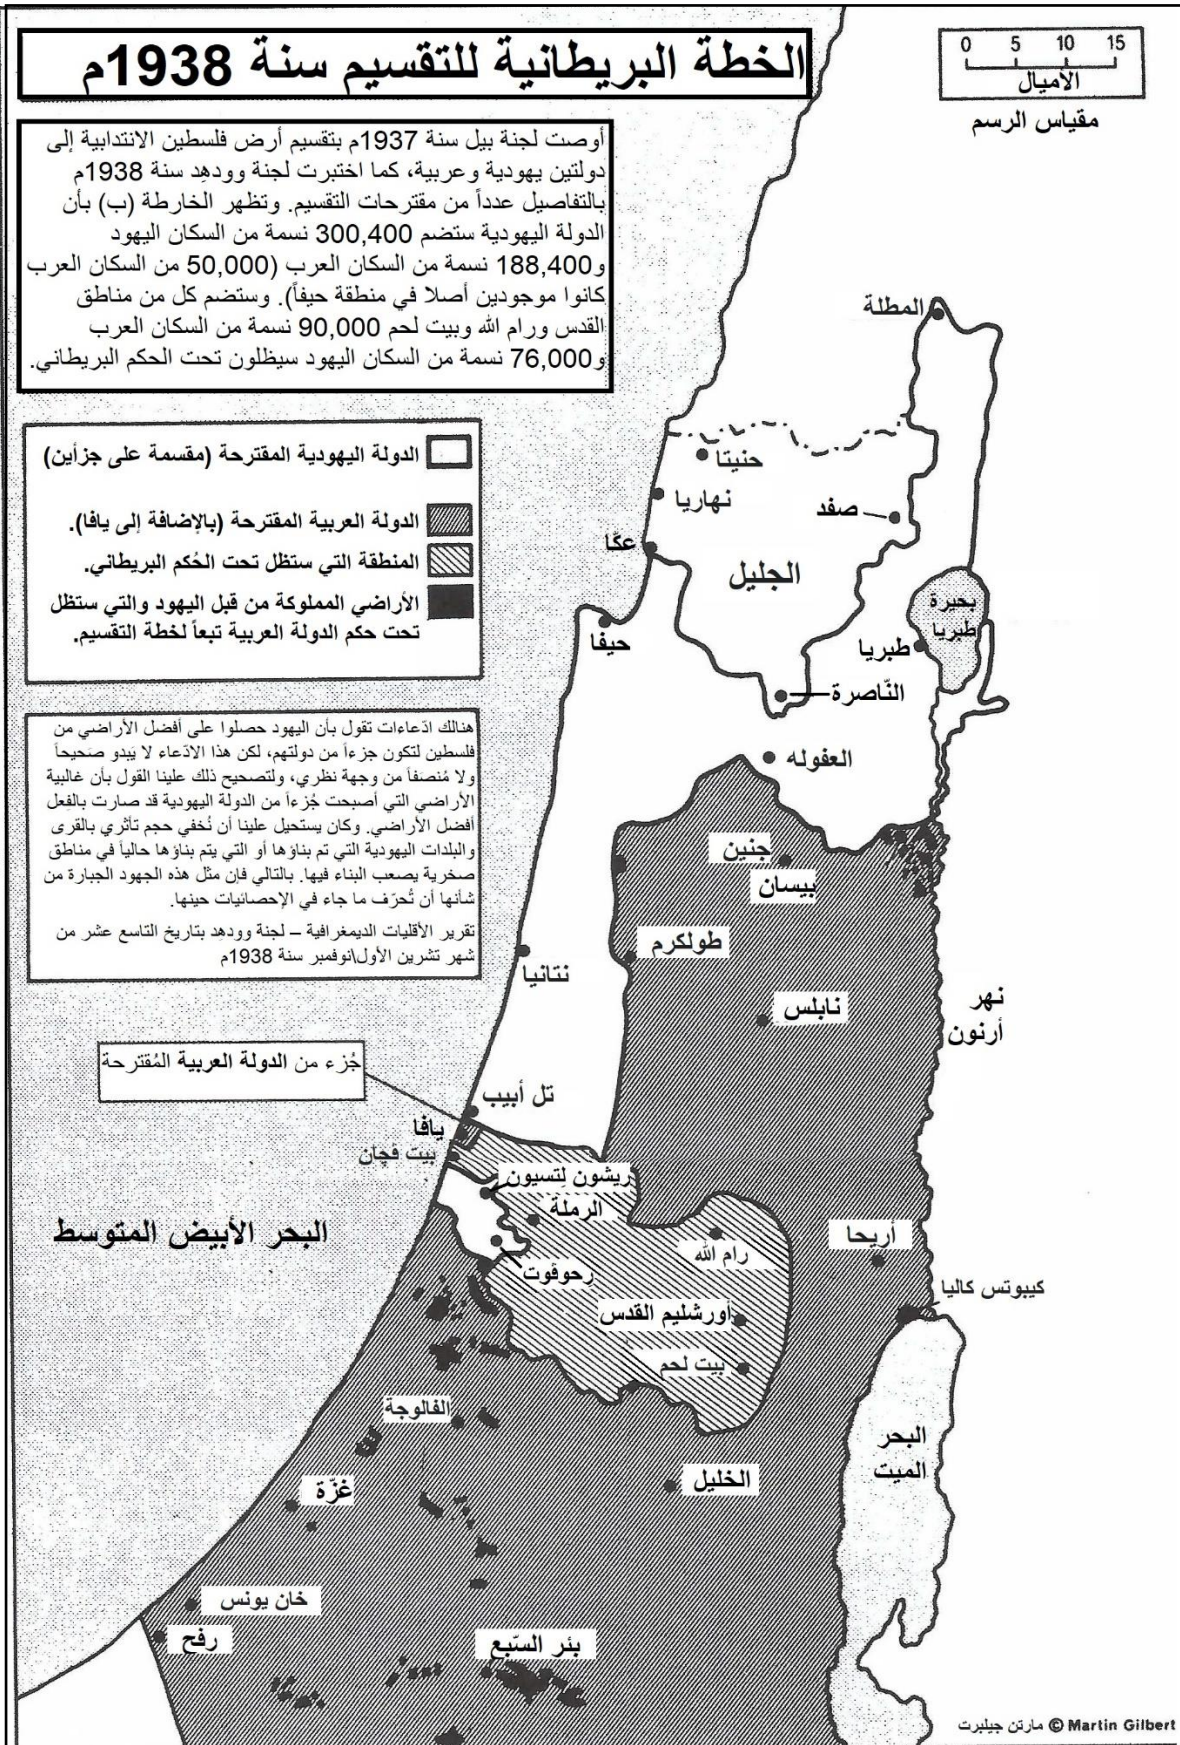 الخطة البريطانية للتقسيم سنة 1938م
0 5 10 15
الاميال
مقياس الرسم
أوصت لجنة بيل سنة 1937م بتقسيم أرض فلسطين الانتدابية إلى
دولتين يهودية وعربية، كما اختبرت لجنة وودهِد سنة 1938م
بالتفاصيل عدداً من مقترحات التقسيم. وتظهر الخارطة (ب) بأن
الدولة اليهودية ستضم 300,400 نسمة من السكان اليهود
و188,400 نسمة من السكان العرب (50,000 من السكان العرب
كانوا موجودين أصلا في منطقة حيفا). وستضم كل من مناطق
القدس ورام الله وبيت لحم 90,000 نسمة من السكان العرب
و76,000 نسمة من السكان اليهود سيظلون تحت الحكم البريطاني.
الدولة اليهودية المقترحة (مقسمة على جزأين)
الدولة العربية المقترحة (بالإضافة إلى يافا).
المنطقة التي ستظل تحت الحُكم البريطاني.
الأراضي المملوكة من قبل اليهود والتي ستظل
تحت حكم الدولة العربية تبعاً لخطة التقسيم.
هنالك ادّعاءات تقول بأن اليهود حصلوا على أفضل الأراضي من
فلسطين لتكون جزءاً من دولتهم، لكن هذا الادّعاء لا يَبدو صَحيحاً
ولا مُنصفاً من وجهة نظري، ولتصحيح ذلك علينا القول بأن غالبية
الأراضي التي أصبحت جُزءاً من الدولة اليهودية قد صارت بالفِعل
أفضل الأراضي. وكان يستحيل علينا أن نُخفي حجم تأثري بالقرى
والبلدات اليهودية التي تم بناؤها أو التي يتم بناؤها حالياً في مناطق
صخرية يصعب البناء فيها. بالتالي فإن مثل هذه الجهود الجبارة من
شأنها أن تُحرّف ما جاء في الإحصائيات حينها.
تقرير الأقليات الديمغرافية – لجنة وودهِد بتاريخ التاسع عشر من
شهر تشرين الأول\نوفمبر سنة 1938م
جُزء من الدولة العربية المُقترحة
المطلة
حنيتا
نهاريا
صفد
عكّا
الجليل
بحيرة
طبريا
حيفا
طبريا
النّاصرة
العفوله
جنين
بيسان
طولكرم
نتانيا
نابلس
نهر
أرنون
تل أبيب
يافا
بيت ڤچان
ريشون لِتسيون
الرملة
البحر الأبيض المتوسط
رام الله
أريحا
رحوڤوت
كيبوتس كاليا
أورشليم القدس
بيت لحم
الفالوجة
البحر
الميت
الخليل
غزّة
خان يونس
رفح
بئر السّبع
مارتن جيلبرت © Martin Gilbert